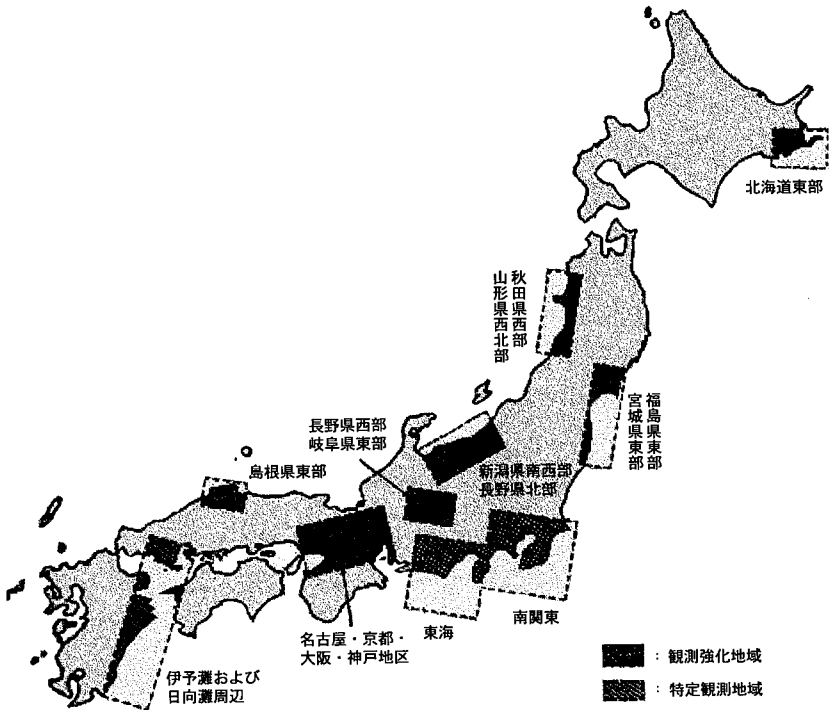 北海道東部
秋田県西部
山形県西北部
福島県東部
宮城県東部
長野県西部
岐阜県東部
新潟県南西部
長野県北部
島根県東部
南関東
東海
名古屋・京都・
大阪・神戸地区
伊予灘および
日向灘周辺
：観測強化地域
：特定観測地域